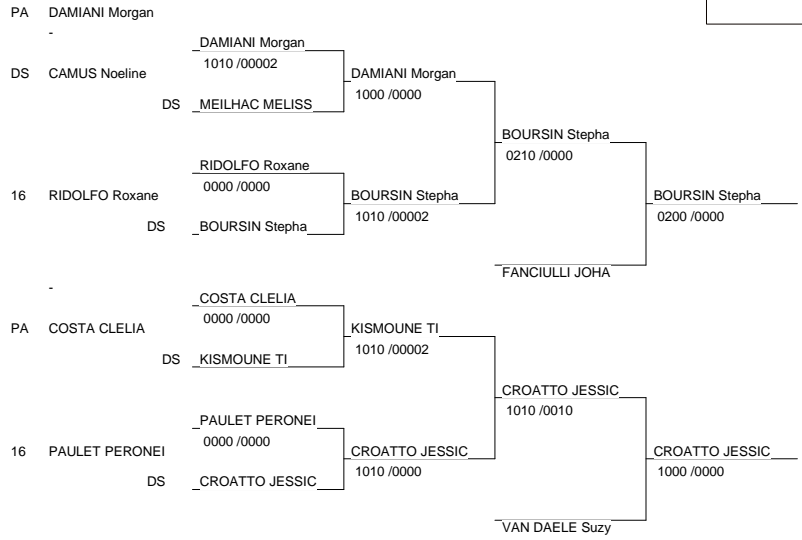 PA DAMIANI Morgan
-
DAMIANI Morgan
1010 /00002
DS CAMUS Noeline
DAMIANI Morgan
1000 /0000
DS MEILHAC MELISS
BOURSIN Stepha
0210 /0000
RIDOLFO Roxane
0000 /0000
16 RIDOLFO Roxane
BOURSIN Stepha
1010 /00002
BOURSIN Stepha
0200 /0000
DS BOURSIN Stepha
FANCIULLI JOHA
-
COSTA CLELIA
0000 /0000
PA COSTA CLELIA
KISMOUNE TI
1010 /00002
DS KISMOUNE TI
CROATTO JESSIC
1010 /0010
PAULET PERONEI
0000 /0000
16 PAULET PERONEI
CROATTO JESSIC
1010 /0000
CROATTO JESSIC
1000 /0000
DS CROATTO JESSIC
VAN DAELE Suzy